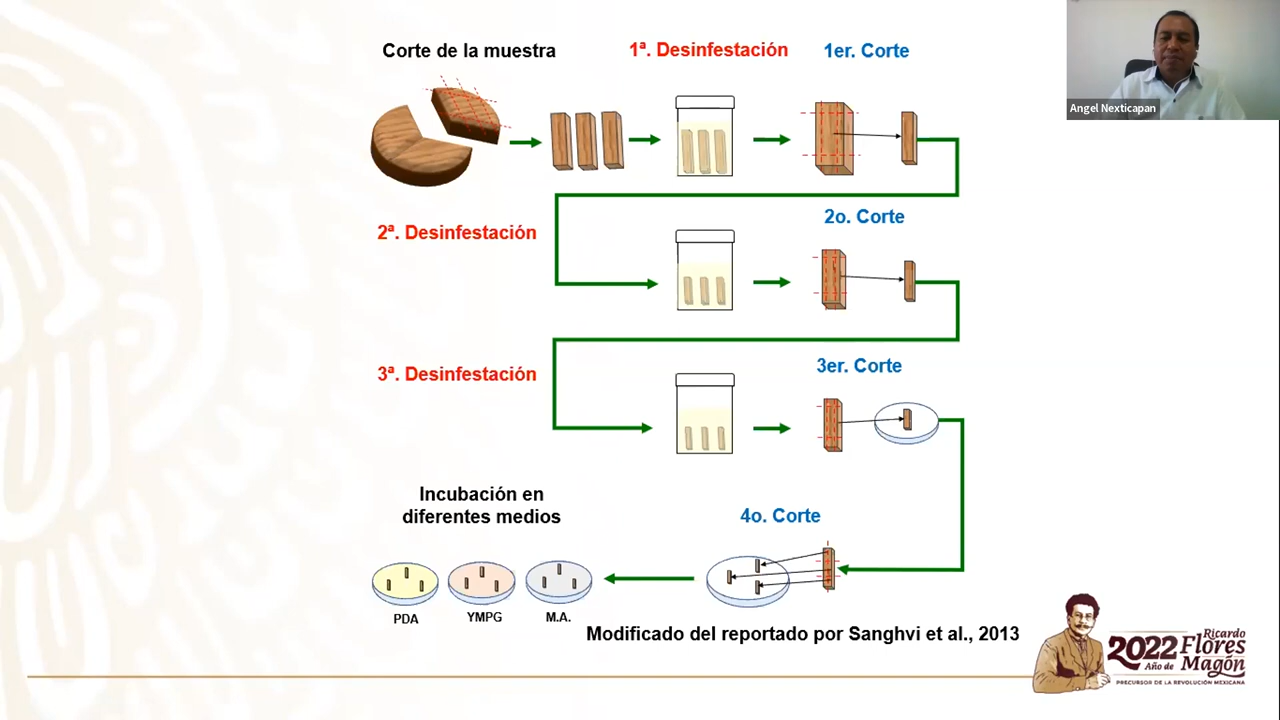 Corte de la muestra
1ª. Desinfestación
1er. Corte
Angel Nexticapan
2ª. Desinfestación
2o. Corte
3ª. Desinfestación
3er. Corte
Incubación en
diferentes medios
4o. Corte
PDA
YMPG
M.A.
Modificado del reportado por Sanghvi et al., 2013
2022
Año de
Ricardo
Flores
Magón
PRECURSOR DE LA REVOLUCIÓN MEXICANA